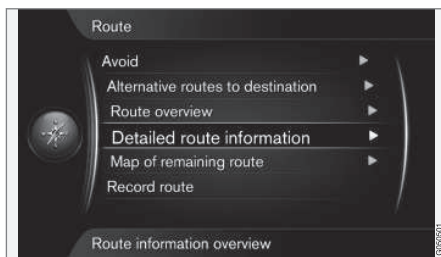 Route
Avoid
Alternative routes to destination
Route overview
Detailed route information
Map of remaining route
Record route
Route information overview
G050501